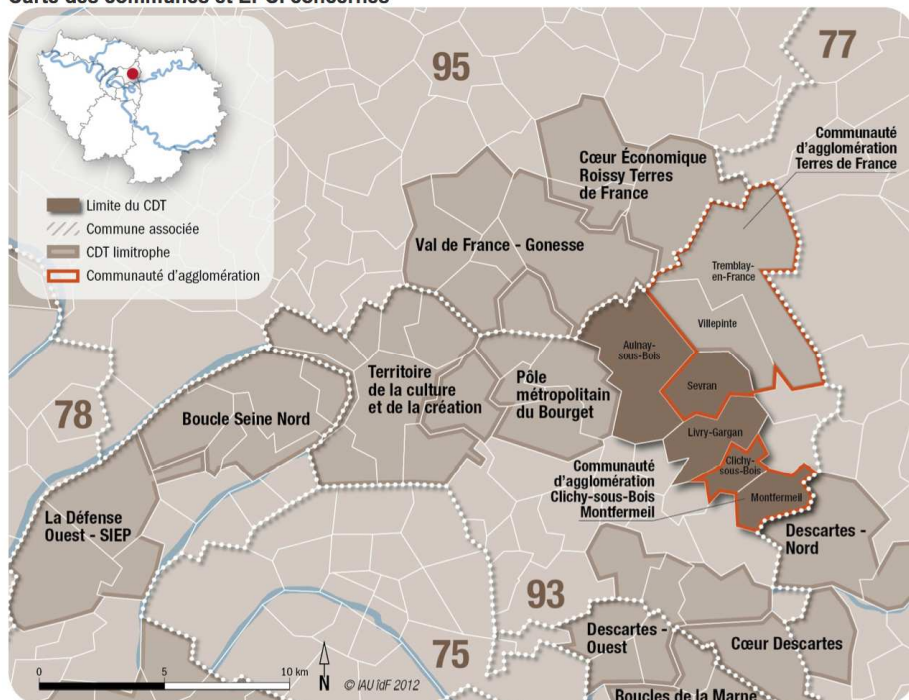 Carte des communes et EPCI concernés
95
77
Communauté
d'agglomération
Terres de France
Cœur Économique
Roissy Terres
de France
Limite du CDT
Commune associée
CDT limitrophe
Communauté d'agglomération
Val de France - Gonesse
Tremblay-
en-France
Villepinte
Aulnay-
sous-Bois
Sevran
Territoire
de la culture
et de la création
Pôle
métropolitain
du Bourget
78
Boucle Seine Nord
Livry-Gargan
Clichy-
sous-Bois
Montfermeil
Communauté
d'agglomération
Clichy-sous-Bois
Montfermeil
La Défense
Ouest - SIEP
Descartes -
Nord
93
75
Descartes -
Ouest
Cœur Descartes
Boucles de la Marne
0 5 10 km
N
© IAU îdF 2012